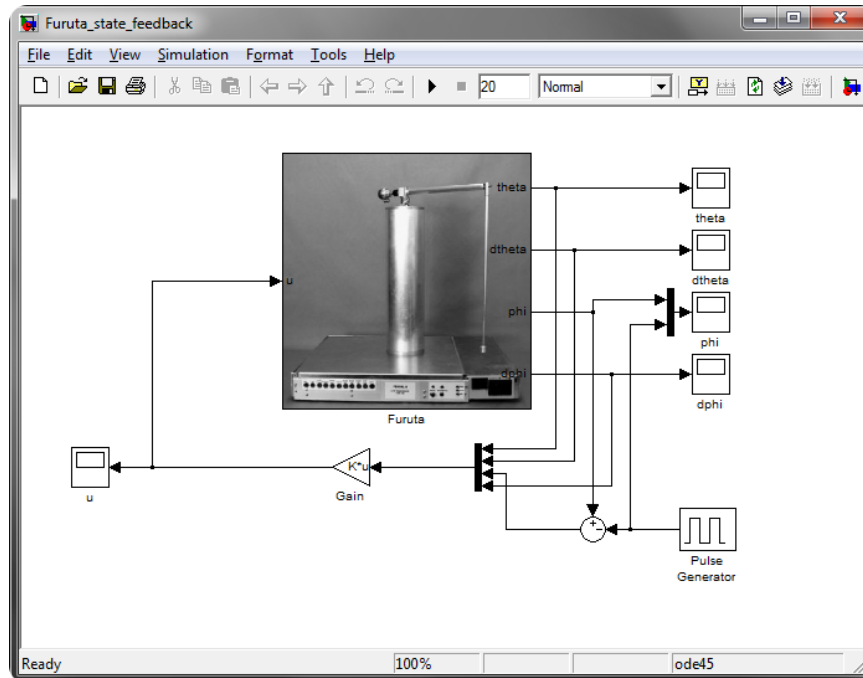 Furuta_state_feedback
File Edit View Simulation Format Tools Help
20 Normal
theta
dtheta
u
phi
dphi
Furuta
theta
dtheta
phi
dphi
K*u
Gain
u
+
−
Pulse
Generator
Ready 100% ode45